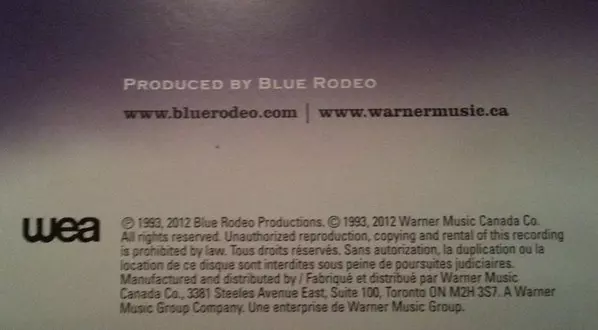 PRODUCED BY BLUE RODEO
www.bluerodeo.com | www.warnermusic.ca
wea
℗ 1993, 2012 Blue Rodeo Productions. © 1993, 2012 Warner Music Canada Co.
All rights reserved. Unauthorized reproduction, copying and rental of this recording
is prohibited by law. Tous droits réservés. Sans autorisation, la duplication ou la
location de ce disque sont interdites sous peine de poursuites judiciaires.
Manufactured and distributed by / Fabriqué et distribué par Warner Music
Canada Co., 3381 Steeles Avenue East, Suite 100, Toronto ON M2H 3S7. A Warner
Music Group Company. Une enterprise de Warner Music Group.